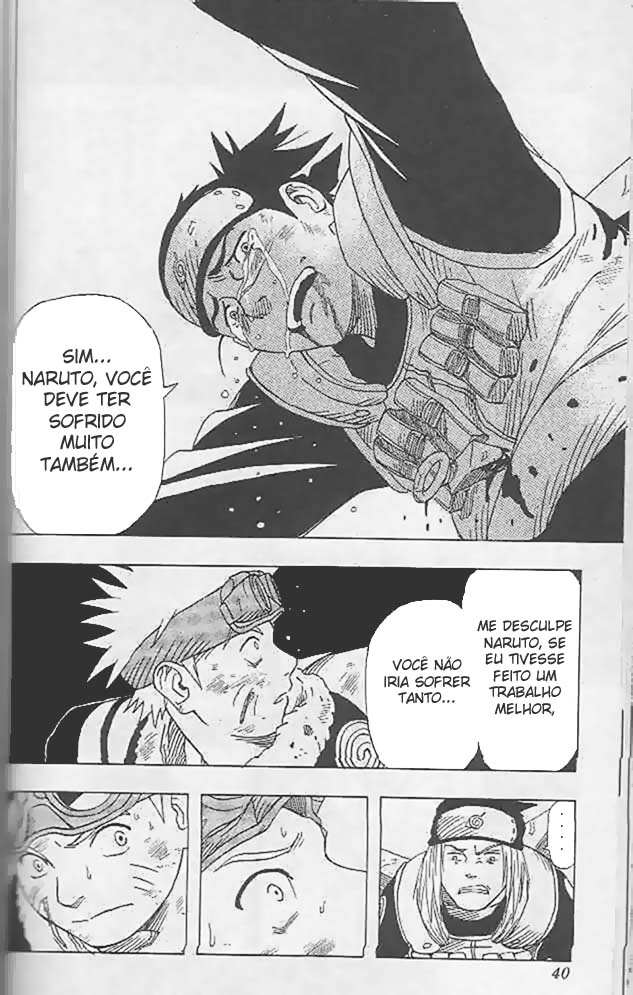 SIM...
NARUTO, VOCÊ
DEVE TER
SOFRIDO
MUITO
TAMBÉM...
ME DESCULPE
NARUTO, SE
EU TIVESSE
FEITO UM
TRABALHO
MELHOR,
VOCÊ NÃO
IRIA SOFRER
TANTO...
......
40